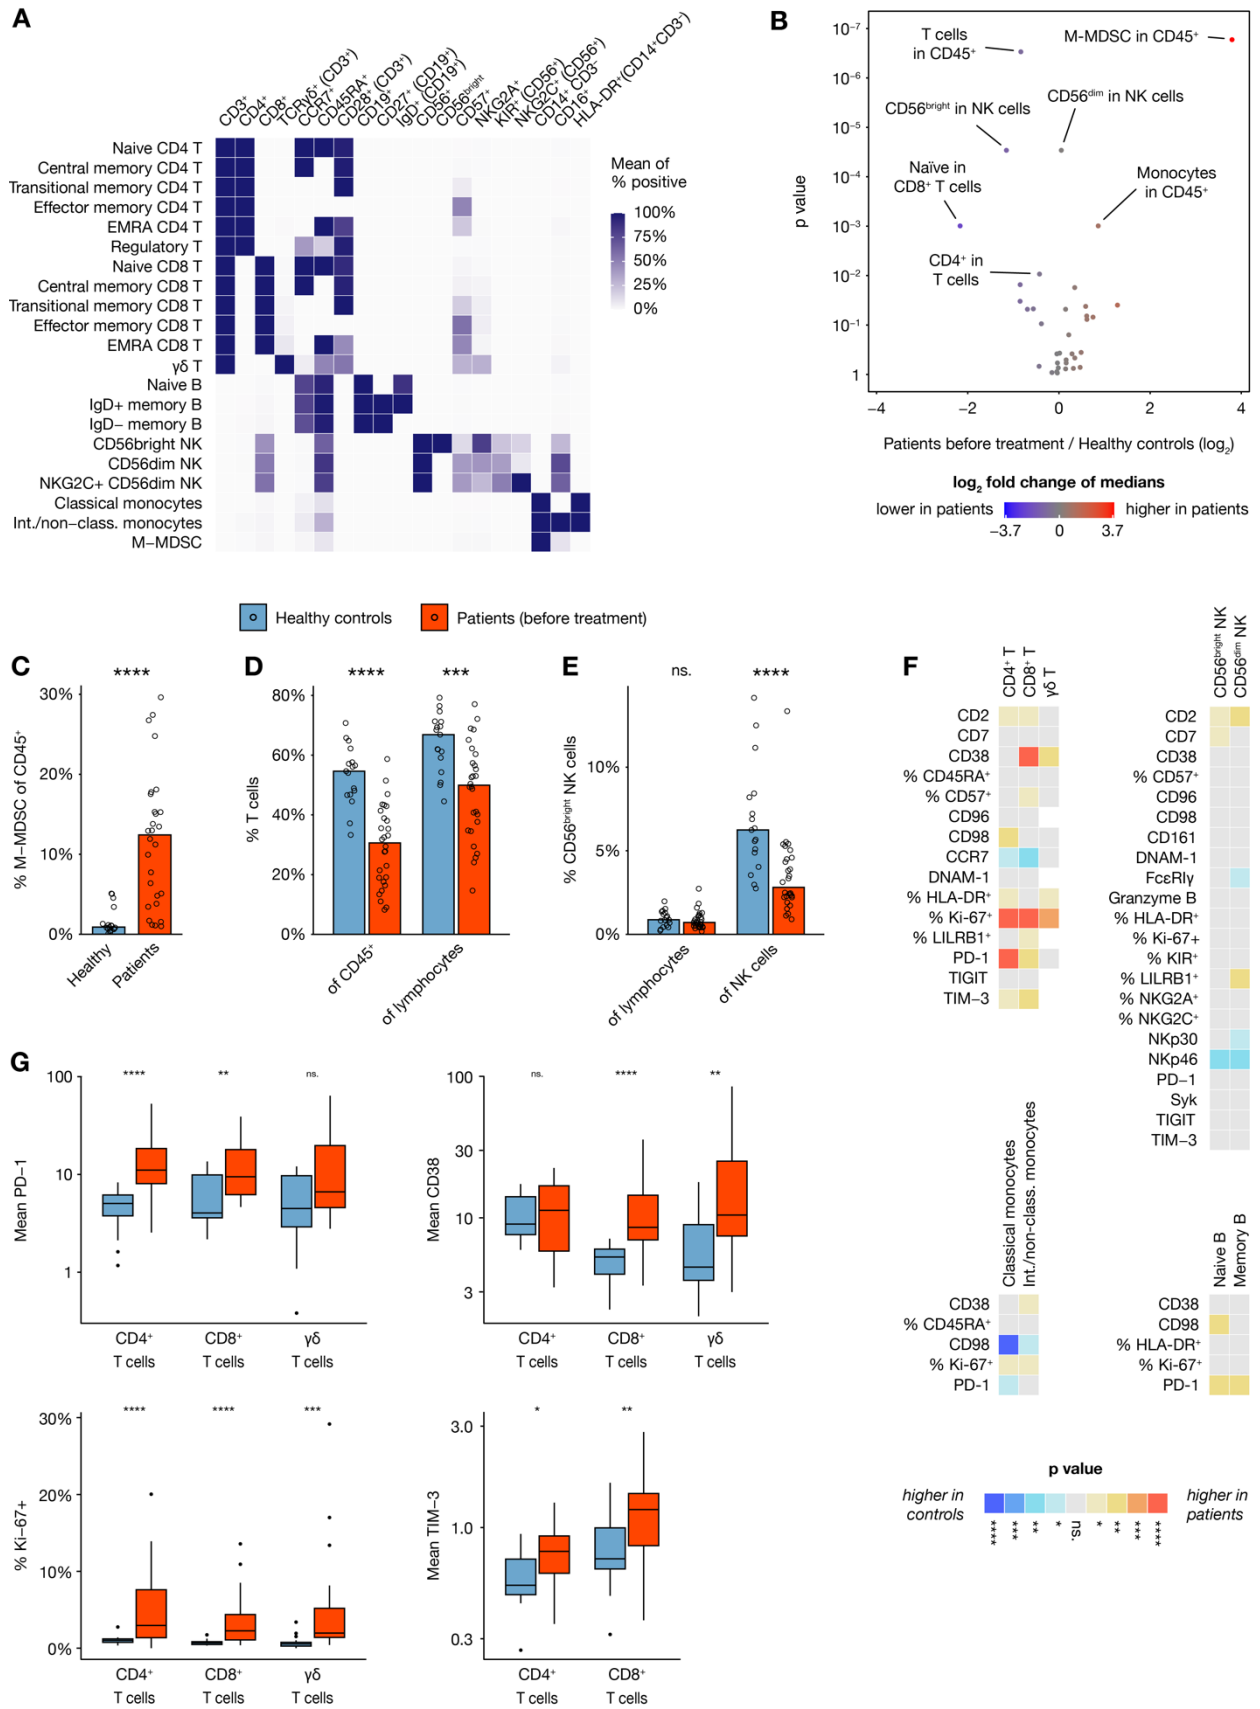 A
CD3⁺
CD4⁺
CD8⁺
TCRγδ⁺ (CD3⁺)
CCR7⁺
CD45RA⁺
CD28⁺ (CD3⁺)
CD19⁺
CD27⁺ (CD19⁺)
IgD⁺ (CD19⁺)
CD56⁺
CD56bright
CD57⁺
NKG2A⁺
KIR⁺ (CD56⁺)
NKG2C⁺ (CD56⁺)
CD14⁺ CD3⁻
CD16⁺
HLA-DR⁺(CD14⁺CD3⁻)
Naive CD4 T
Central memory CD4 T
Transitional memory CD4 T
Effector memory CD4 T
EMRA CD4 T
Regulatory T
Naive CD8 T
Central memory CD8 T
Transitional memory CD8 T
Effector memory CD8 T
EMRA CD8 T
γδ T
Naive B
IgD+ memory B
IgD− memory B
CD56bright NK
CD56dim NK
NKG2C+ CD56dim NK
Classical monocytes
Int./non−class. monocytes
M−MDSC
Mean of
% positive
100%
75%
50%
25%
0%
B
p value
10⁻⁷
10⁻⁶
10⁻⁵
10⁻⁴
10⁻³
10⁻²
10⁻¹
1
T cells
in CD45⁺
M-MDSC in CD45⁺
CD56bright in NK cells
CD56dim in NK cells
Naïve in
CD8⁺ T cells
Monocytes
in CD45⁺
CD4⁺ in
T cells
−4
−2
0
2
4
Patients before treatment / Healthy controls (log₂)
log₂ fold change of medians
lower in patients
higher in patients
−3.7
0
3.7
Healthy controls
Patients (before treatment)
C
****
% M−MDSC of CD45⁺
30%
20%
10%
0%
Healthy
Patients
D
****
***
% T cells
80%
60%
40%
20%
0%
of CD45⁺
of lymphocytes
E
ns.
****
% CD56bright NK cells
10%
5%
0%
of lymphocytes
of NK cells
F
CD4⁺ T
CD8⁺ T
γδ T
CD2
CD7
CD38
% CD45RA⁺
% CD57⁺
CD96
CD98
CCR7
DNAM-1
% HLA-DR⁺
% Ki-67⁺
% LILRB1⁺
PD-1
TIGIT
TIM−3
CD56bright NK
CD56dim NK
CD2
CD7
CD38
% CD57⁺
CD96
CD98
CD161
DNAM-1
FcεRIγ
Granzyme B
% HLA-DR⁺
% Ki-67+
% KIR⁺
% LILRB1⁺
% NKG2A⁺
% NKG2C⁺
NKp30
NKp46
PD−1
Syk
TIGIT
TIM−3
Classical monocytes
Int./non-class. monocytes
CD38
% CD45RA⁺
CD98
% Ki-67⁺
PD-1
Naive B
Memory B
CD38
CD98
% HLA-DR⁺
% Ki-67⁺
PD-1
p value
higher in
controls
higher in
patients
****
***
**
*
ns.
*
**
***
****
G
Mean PD−1
100
10
1
****
**
ns.
CD4⁺
T cells
CD8⁺
T cells
γδ
T cells
Mean CD38
100
30
10
3
ns.
****
**
CD4⁺
T cells
CD8⁺
T cells
γδ
T cells
% Ki−67+
30%
20%
10%
0%
****
****
***
CD4⁺
T cells
CD8⁺
T cells
γδ
T cells
Mean TIM−3
3.0
1.0
0.3
*
**
CD4⁺
T cells
CD8⁺
T cells